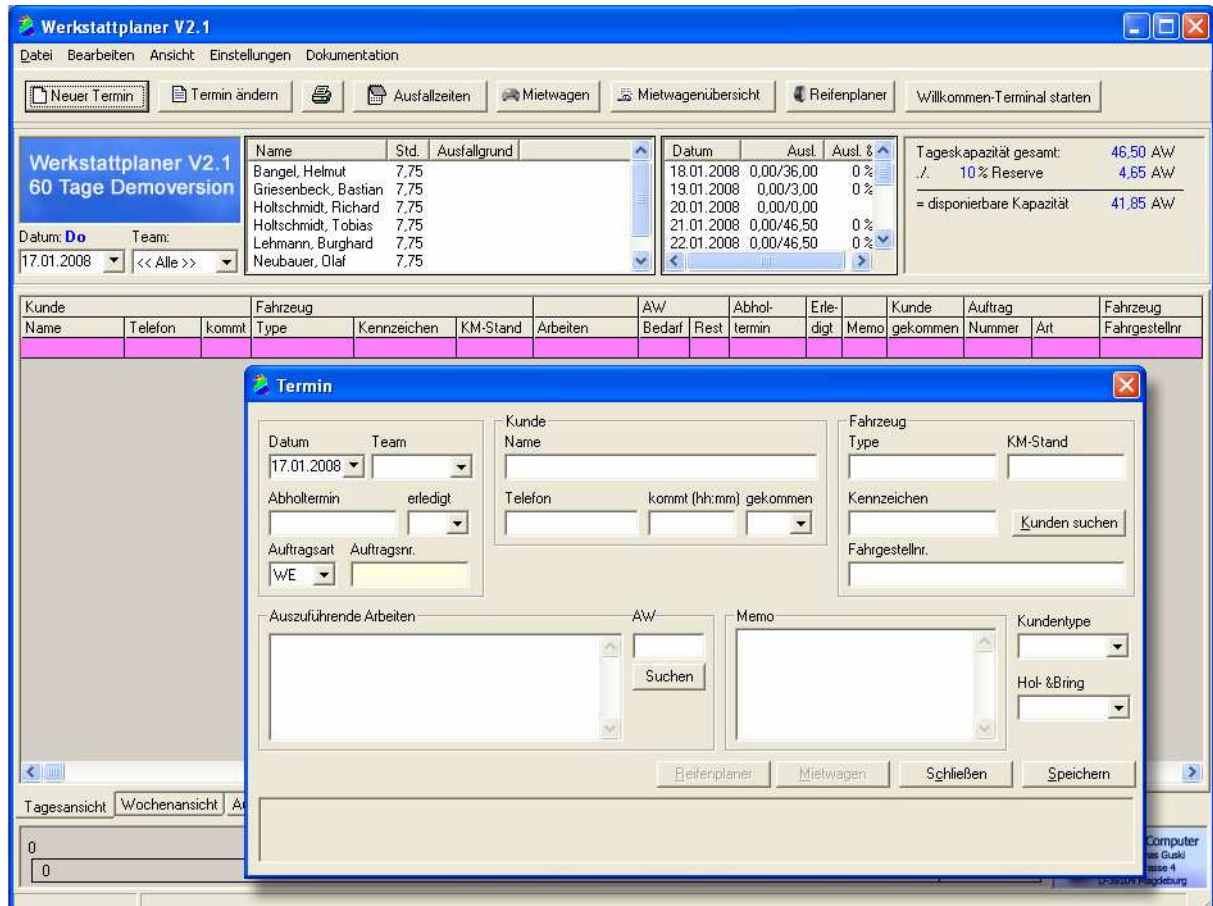 Werkstattplaner V2.1
Datei Bearbeiten Ansicht Einstellungen Dokumentation
Neuer Termin Termin ändern Ausfallzeiten Mietwagen Mietwagenübersicht Reifenplaner Willkommen-Terminal starten
Werkstattplaner V2.1
60 Tage Demoversion
Datum: Do Team:
17.01.2008 << Alle >>
Name Std. Ausfallgrund
Bangel, Helmut 7,75
Griesenbeck, Bastian 7,75
Holtschmidt, Richard 7,75
Holtschmidt, Tobias 7,75
Lehmann, Burghard 7,75
Neubauer, Olaf 7,75
Datum Ausl. Ausl. %
18.01.2008 0,00/36,00 0 %
19.01.2008 0,00/3,00 0 %
20.01.2008 0,00/0,00
21.01.2008 0,00/46,50 0 %
22.01.2008 0,00/46,50 0 %
Tageskapazität gesamt: 46,50 AW
./. 10 % Reserve 4,65 AW
= disponierbare Kapazität 41,85 AW
Kunde Fahrzeug AW Abhol- Erle- Kunde Auftrag Fahrzeug
Name Telefon kommt Type Kennzeichen KM-Stand Arbeiten Bedarf Rest termin digt Memo gekommen Nummer Art Fahrgestellnr
Termin
Datum Team
17.01.2008
Abholtermin erledigt
Auftragsart Auftragsnr.
WE
Kunde
Name
Telefon kommt (hh:mm) gekommen
Fahrzeug
Type KM-Stand
Kennzeichen
Kunden suchen
Fahrgestellnr.
Auszuführende Arbeiten AW
Suchen
Memo
Kundentype
Hol- &Bring
Reifenplaner Mietwagen Schließen Speichern
Tagesansicht Wochenansicht
0
0
Computer
Guski
4
Magdeburg